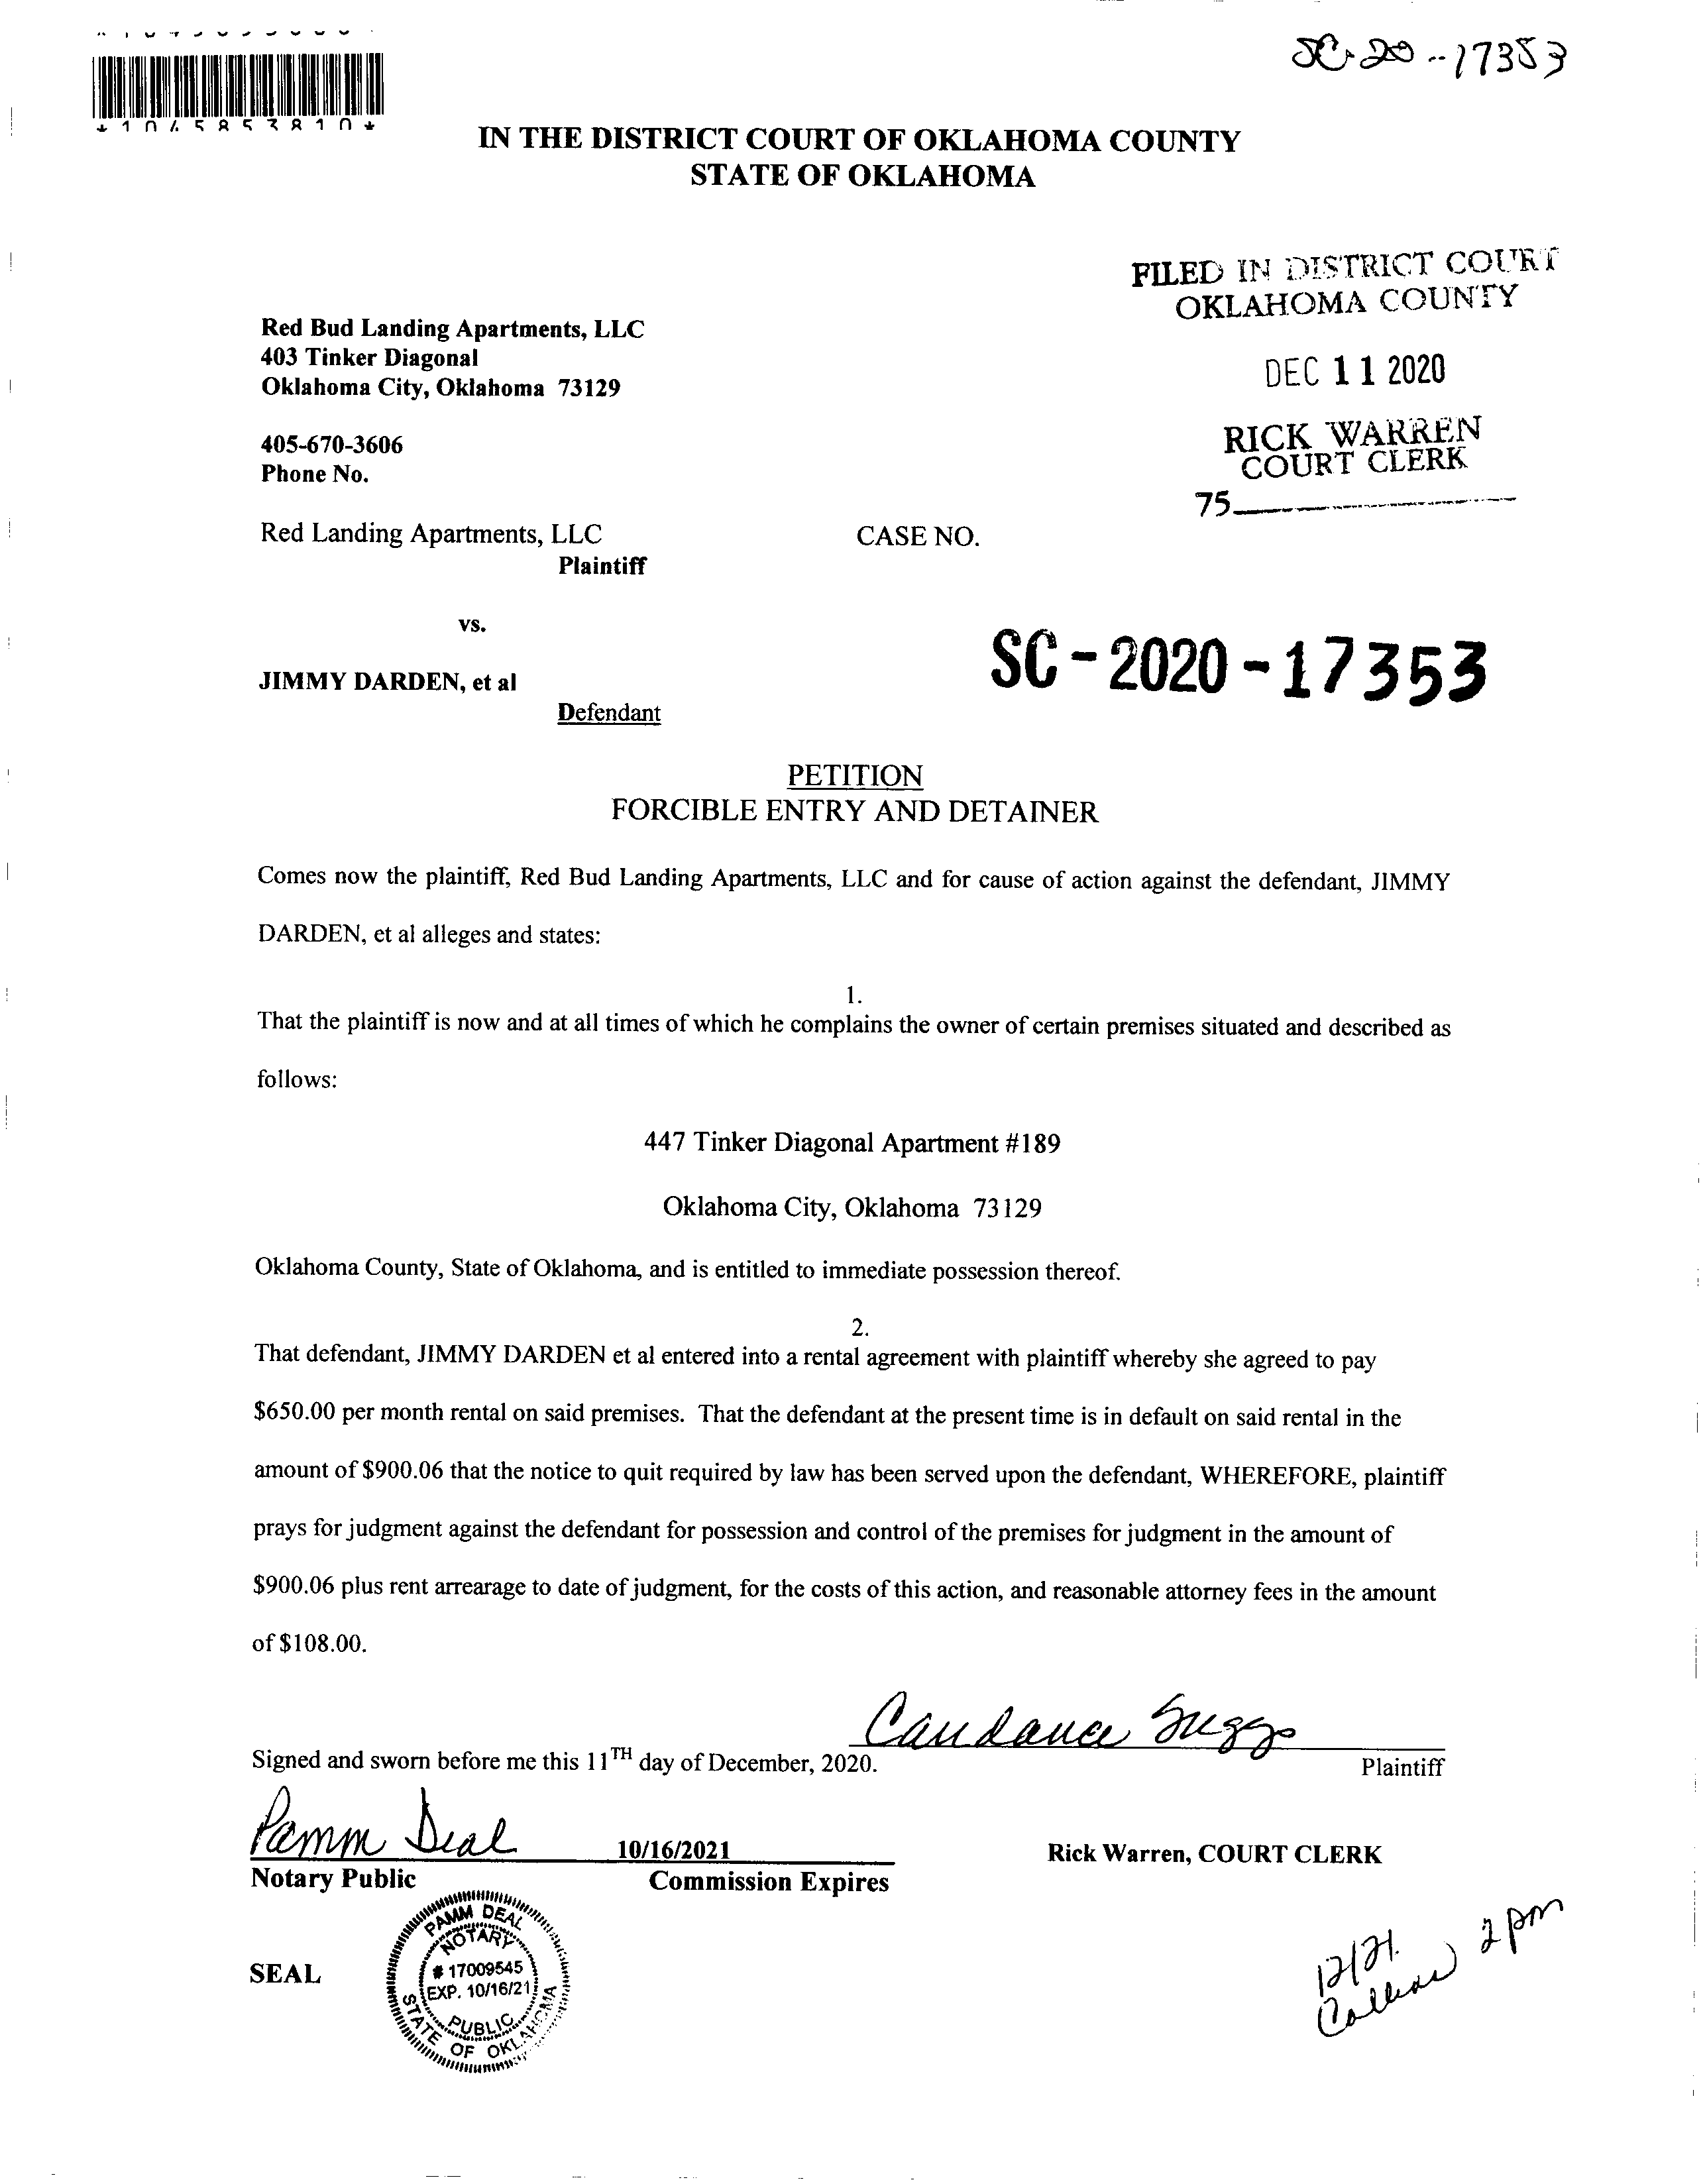 SC-20-17353
*1045853810*
IN THE DISTRICT COURT OF OKLAHOMA COUNTY
STATE OF OKLAHOMA
FILED IN DISTRICT COURT
OKLAHOMA COUNTY
Red Bud Landing Apartments, LLC
403 Tinker Diagonal
Oklahoma City, Oklahoma 73129
DEC 11 2020
405-670-3606
Phone No.
RICK WARREN
COURT CLERK
75
Red Landing Apartments, LLC
CASE NO.
Plaintiff
vs.
SC-2020-17353
JIMMY DARDEN, et al
Defendant
PETITION
FORCIBLE ENTRY AND DETAINER
Comes now the plaintiff, Red Bud Landing Apartments, LLC and for cause of action against the defendant, JIMMY
DARDEN, et al alleges and states:
1.
That the plaintiff is now and at all times of which he complains the owner of certain premises situated and described as
follows:
447 Tinker Diagonal Apartment #189
Oklahoma City, Oklahoma 73129
Oklahoma County, State of Oklahoma, and is entitled to immediate possession thereof.
2.
That defendant, JIMMY DARDEN et al entered into a rental agreement with plaintiff whereby she agreed to pay
$650.00 per month rental on said premises. That the defendant at the present time is in default on said rental in the
amount of $900.06 that the notice to quit required by law has been served upon the defendant, WHEREFORE, plaintiff
prays for judgment against the defendant for possession and control of the premises for judgment in the amount of
$900.06 plus rent arrearage to date of judgment, for the costs of this action, and reasonable attorney fees in the amount
of $108.00.
Candance Suggs
Signed and sworn before me this 11TH day of December, 2020.
Plaintiff
Pamm Deal
10/16/2021
Notary Public
Commission Expires
Rick Warren, COURT CLERK
SEAL
PAMM DEAL
NOTARY
# 17009545
EXP. 10/16/21
PUBLIC
STATE OF OKLAHOMA
12/21.
2pm